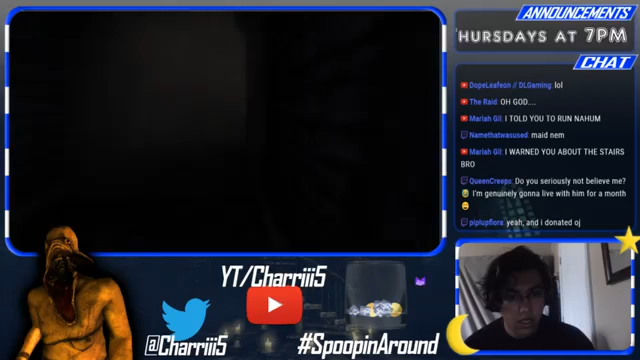 ANNOUNCEMENTS
HURSDAYS AT 7PM
CHAT
DopeLeafeon // DLGaming: lol
The Raid: OH GOD....
Mariah Gil: I TOLD YOU TO RUN NAHUM
Namethatwasused: maid nem
Mariah Gil: I WARNED YOU ABOUT THE STAIRS
BRO
QueenCreeps: Do you seriously not believe me?
I'm genuinely gonna live with him for a month
piplupfiora: yeah, and i donated oj
YT/Charriii5
@Charriii5
#SpoopinAround